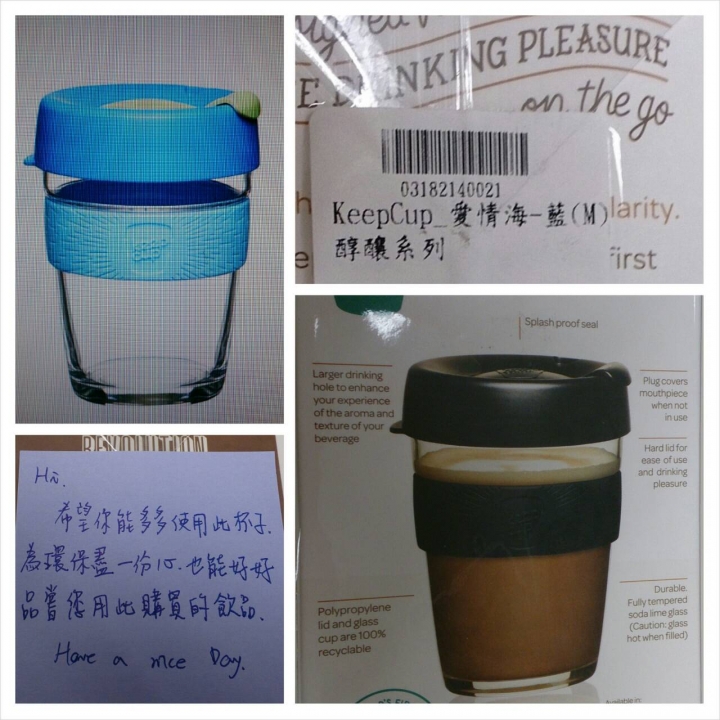 KE DRINKING PLEASURE
on the go
03182140021
KeepCup_愛情海-藍(M)
醇釀系列
larity.
first
REVOLUTION
Hi.
希望你能多多使用此杯子.
為環保盡一份心.也能好好
品嘗您用此購買的飲品.
Have a nice Day.
Splash proof seal
Larger drinking
hole to enhance
your experience
of the aroma and
texture of your
beverage
Plug covers
mouthpiece
when not
in use
Hard lid for
ease of use
and drinking
pleasure
Polypropylene
lid and glass
cup are 100%
recyclable
Durable.
Fully tempered
soda lime glass
(Caution: glass
hot when filled)
Available in: